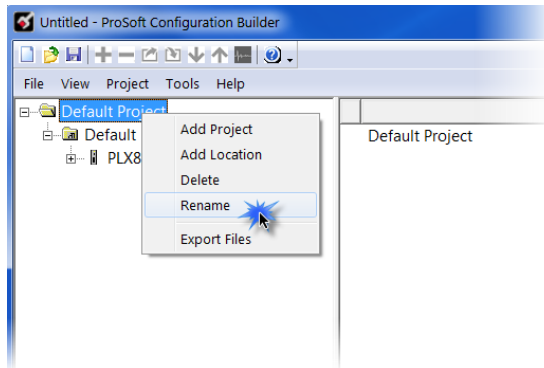 Untitled - ProSoft Configuration Builder
File View Project Tools Help
Default Project
Default
PLX8
Add Project
Add Location
Delete
Rename
Export Files
Default Project